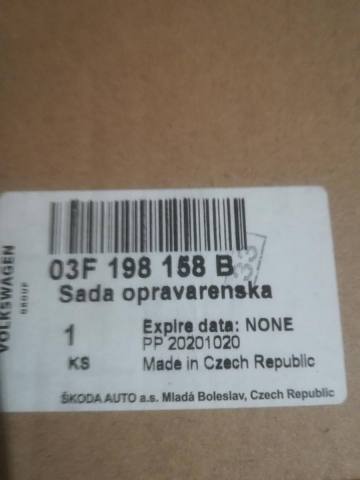 VOLKSWAGEN
GROUP
03F 198 158 B
33
Sada opravarenska
1
KS
Expire data: NONE
PP 20201020
Made in Czech Republic
ŠKODA AUTO a.s. Mladá Boleslav, Czech Republic